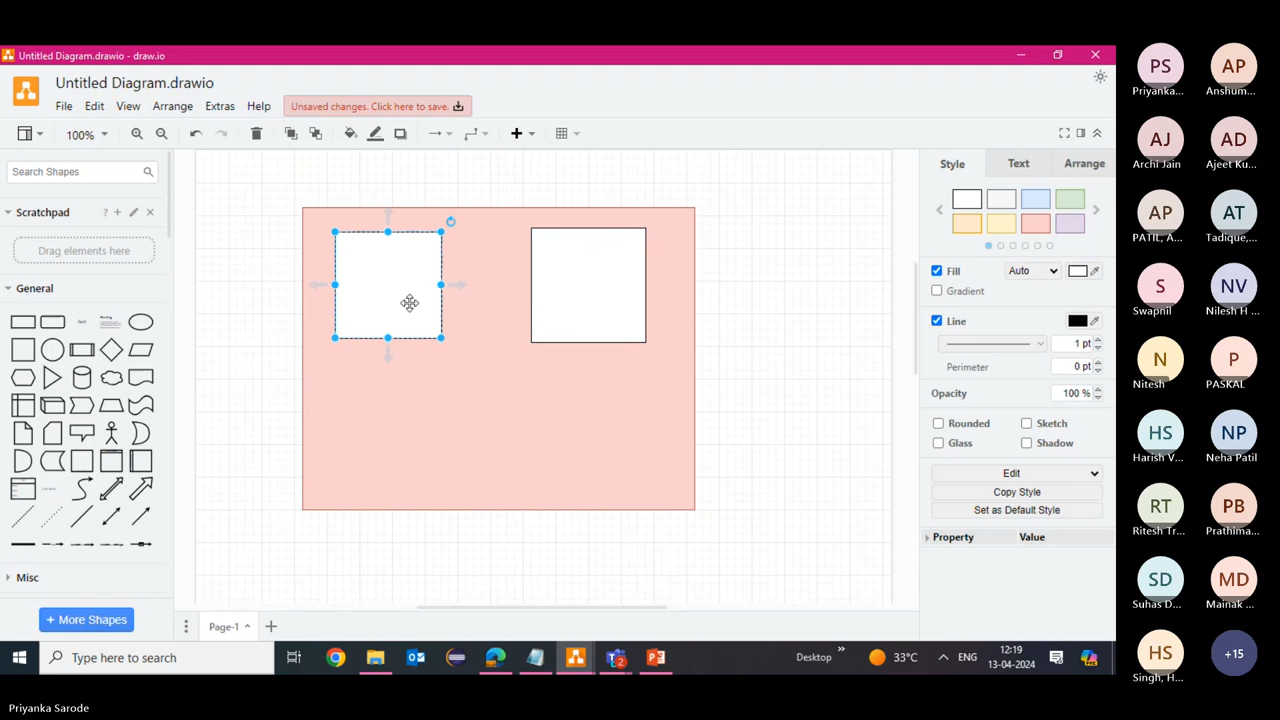 Untitled Diagram.drawio - draw.io
Untitled Diagram.drawio
File Edit View Arrange Extras Help Unsaved changes. Click here to save.
100%
Search Shapes
Scratchpad ?
Drag elements here
General
Text
Heading
Misc
+ More Shapes
Page-1
Style Text Arrange
Fill Auto
Gradient
Line
1 pt
Perimeter 0 pt
Opacity 100 %
Rounded Sketch
Glass Shadow
Edit
Copy Style
Set as Default Style
Property Value
Type here to search
2
Desktop » 33°C ENG 12:19
13-04-2024
PS AP
Priyanka... Anshum...
AJ AD
Archi Jain Ajeet Ku...
AP AT
PATIL, A... Tadique,...
S NV
Swapnil Nilesh H ...
N P
Nitesh PASKAL
HS NP
Harish V... Neha Patil
RT PB
Ritesh Tr... Prathima...
SD MD
Suhas D... Mainak ...
HS +15
Singh, H...
Priyanka Sarode